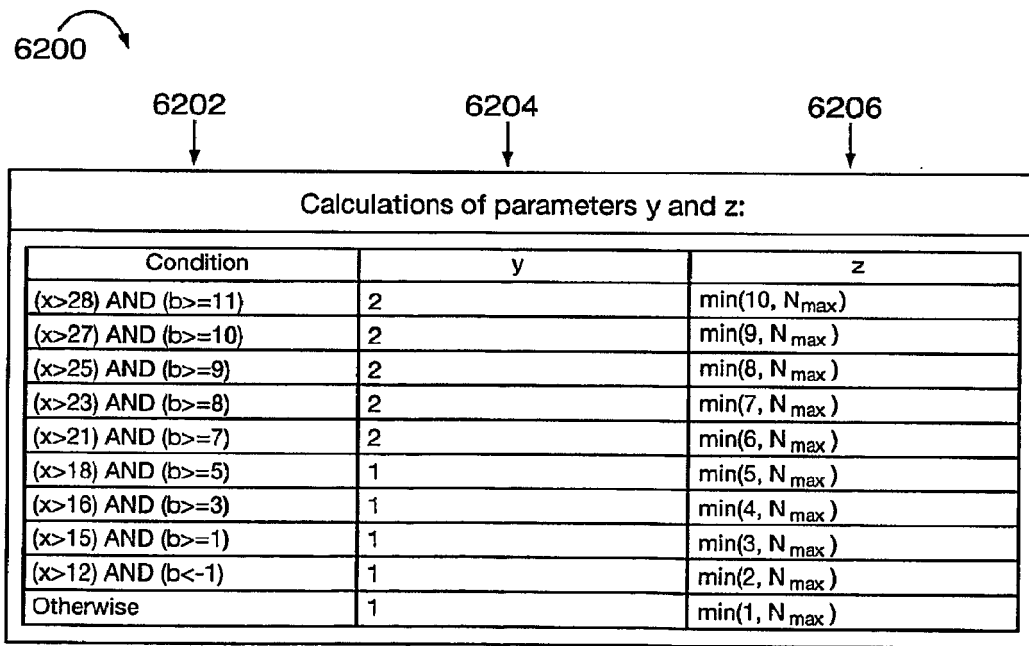 6200
6202 6204 6206
Calculations of parameters y and z:
Condition y z
(x>28) AND (b>=11) 2 min(10, Nmax)
(x>27) AND (b>=10) 2 min(9, Nmax)
(x>25) AND (b>=9) 2 min(8, Nmax)
(x>23) AND (b>=8) 2 min(7, Nmax)
(x>21) AND (b>=7) 2 min(6, Nmax)
(x>18) AND (b>=5) 1 min(5, Nmax)
(x>16) AND (b>=3) 1 min(4, Nmax)
(x>15) AND (b>=1) 1 min(3, Nmax)
(x>12) AND (b<-1) 1 min(2, Nmax)
Otherwise 1 min(1, Nmax)